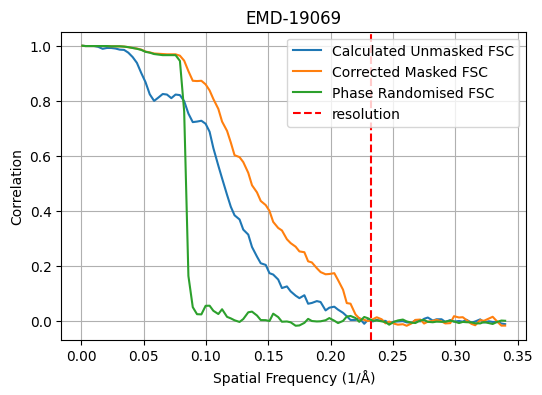 EMD-19069
Calculated Unmasked FSC
Corrected Masked FSC
Phase Randomised FSC
resolution
Correlation
1.0
0.8
0.6
0.4
0.2
0.0
0.00 0.05 0.10 0.15 0.20 0.25 0.30 0.35
Spatial Frequency (1/Å)